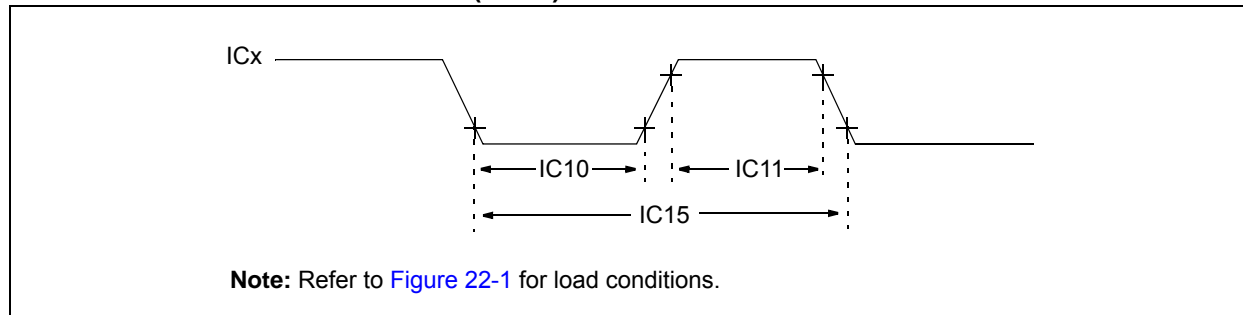 ICx
IC10
IC11
IC15
Note: Refer to Figure 22-1 for load conditions.